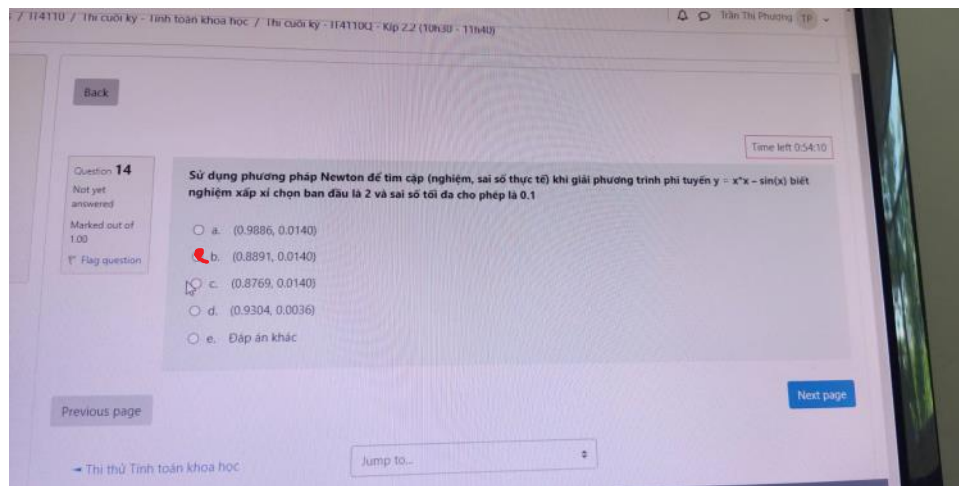 / IT4110 / Thi cuối kỳ - Tính toán khoa học / Thi cuối kỳ - IT4110Q - Kíp 2.2 (10h30 - 11h40)
Trần Thị Phương TP
Back
Time left 0:54:10
Question 14
Not yet
answered
Marked out of
1.00
Flag question
Sử dụng phương pháp Newton để tìm cặp (nghiệm, sai số thực tế) khi giải phương trình phi tuyến y = x*x – sin(x) biết
nghiệm xấp xỉ chọn ban đầu là 2 và sai số tối đa cho phép là 0.1
a. (0.9886, 0.0140)
b. (0.8891, 0.0140)
c. (0.8769, 0.0140)
d. (0.9304, 0.0036)
e. Đáp án khác
Next page
Previous page
◄ Thi thử Tính toán khoa học
Jump to...